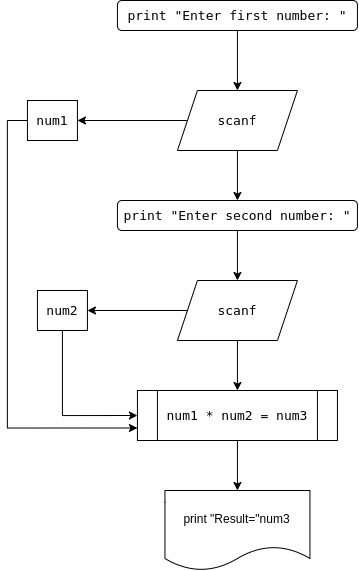 print "Enter first number: "
num1
scanf
print "Enter second number: "
num2
scanf
num1 * num2 = num3
print "Result="num3